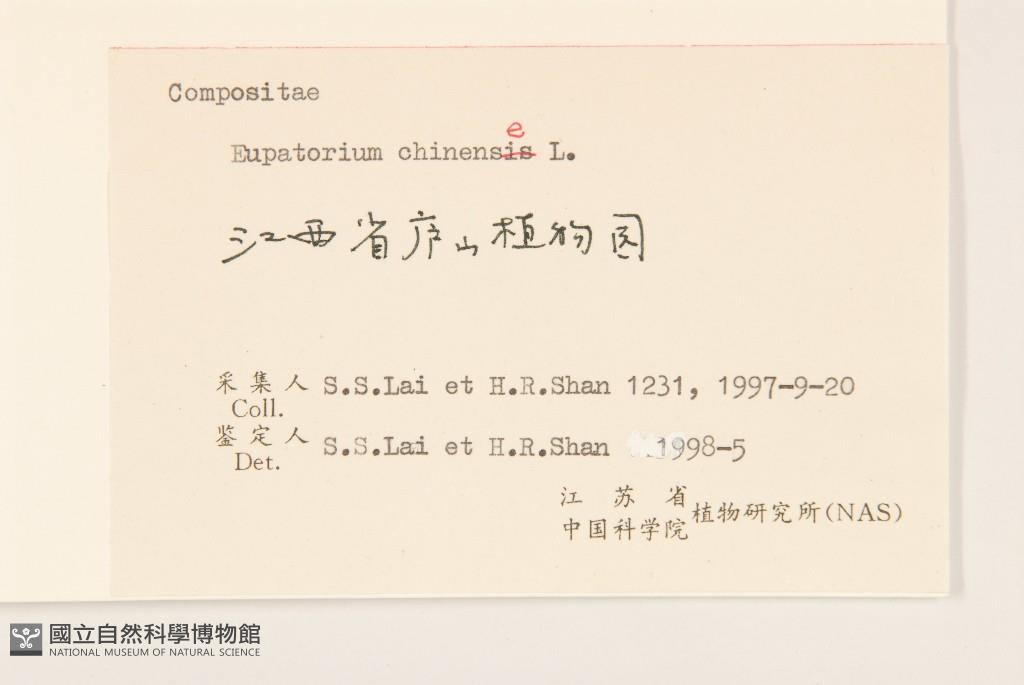 Compositae
e
Eupatorium chinensis L.
江西省庐山植物园
采集人 S.S.Lai et H.R.Shan 1231, 1997-9-20
Coll.
鉴定人 S.S.Lai et H.R.Shan 1998-5
Det.
江苏省
中国科学院 植物研究所(NAS)
國立自然科學博物館
NATIONAL MUSEUM OF NATURAL SCIENCE